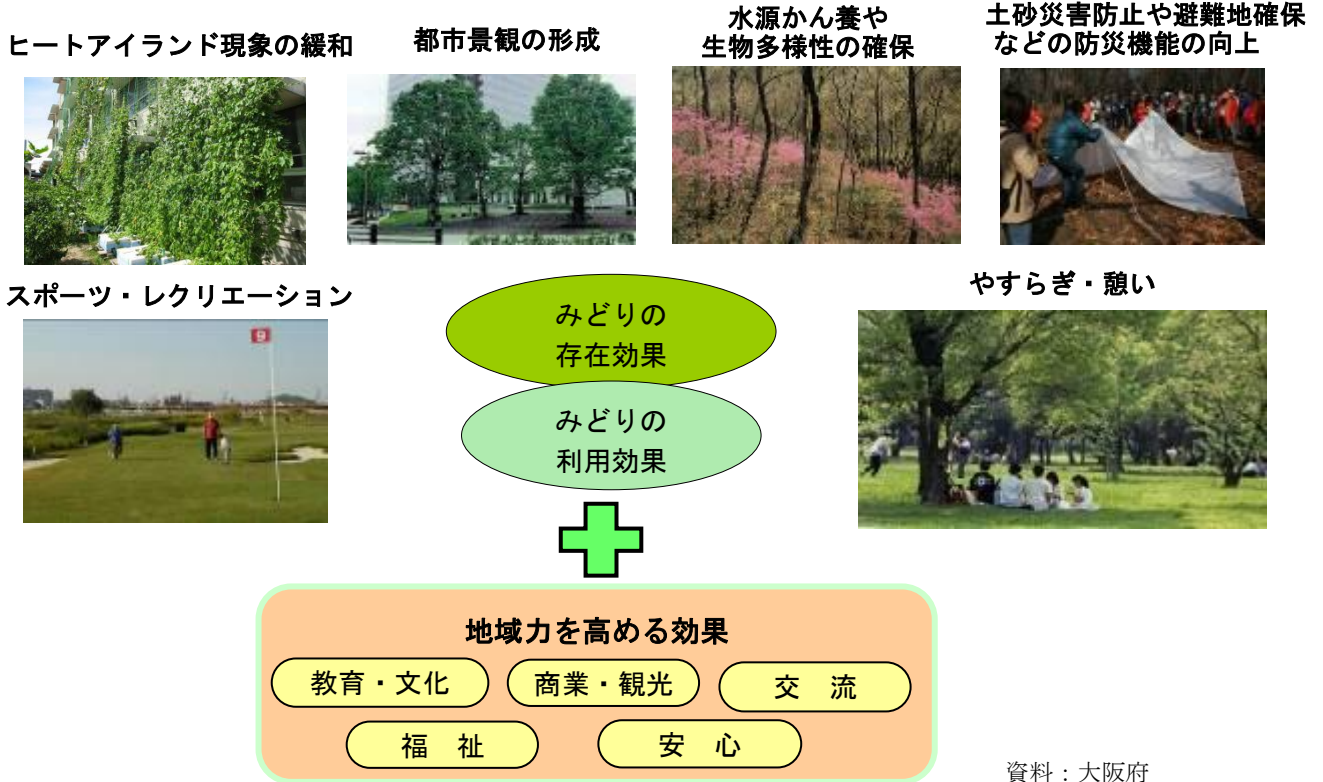 ヒートアイランド現象の緩和
都市景観の形成
水源かん養や
生物多様性の確保
土砂災害防止や避難地確保
などの防災機能の向上
スポーツ・レクリエーション
9
みどりの
存在効果
みどりの
利用効果
やすらぎ・憩い
地域力を高める効果
教育・文化
商業・観光
交 流
福 祉
安 心
資料：大阪府